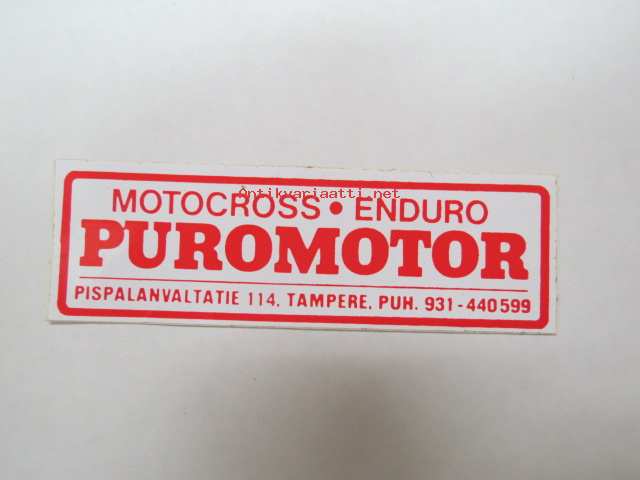 MOTOCROSS • ENDURO
Antikvariaatti.net
PUROMOTOR
PISPALANVALTATIE 114. TAMPERE. PUH. 931-440599